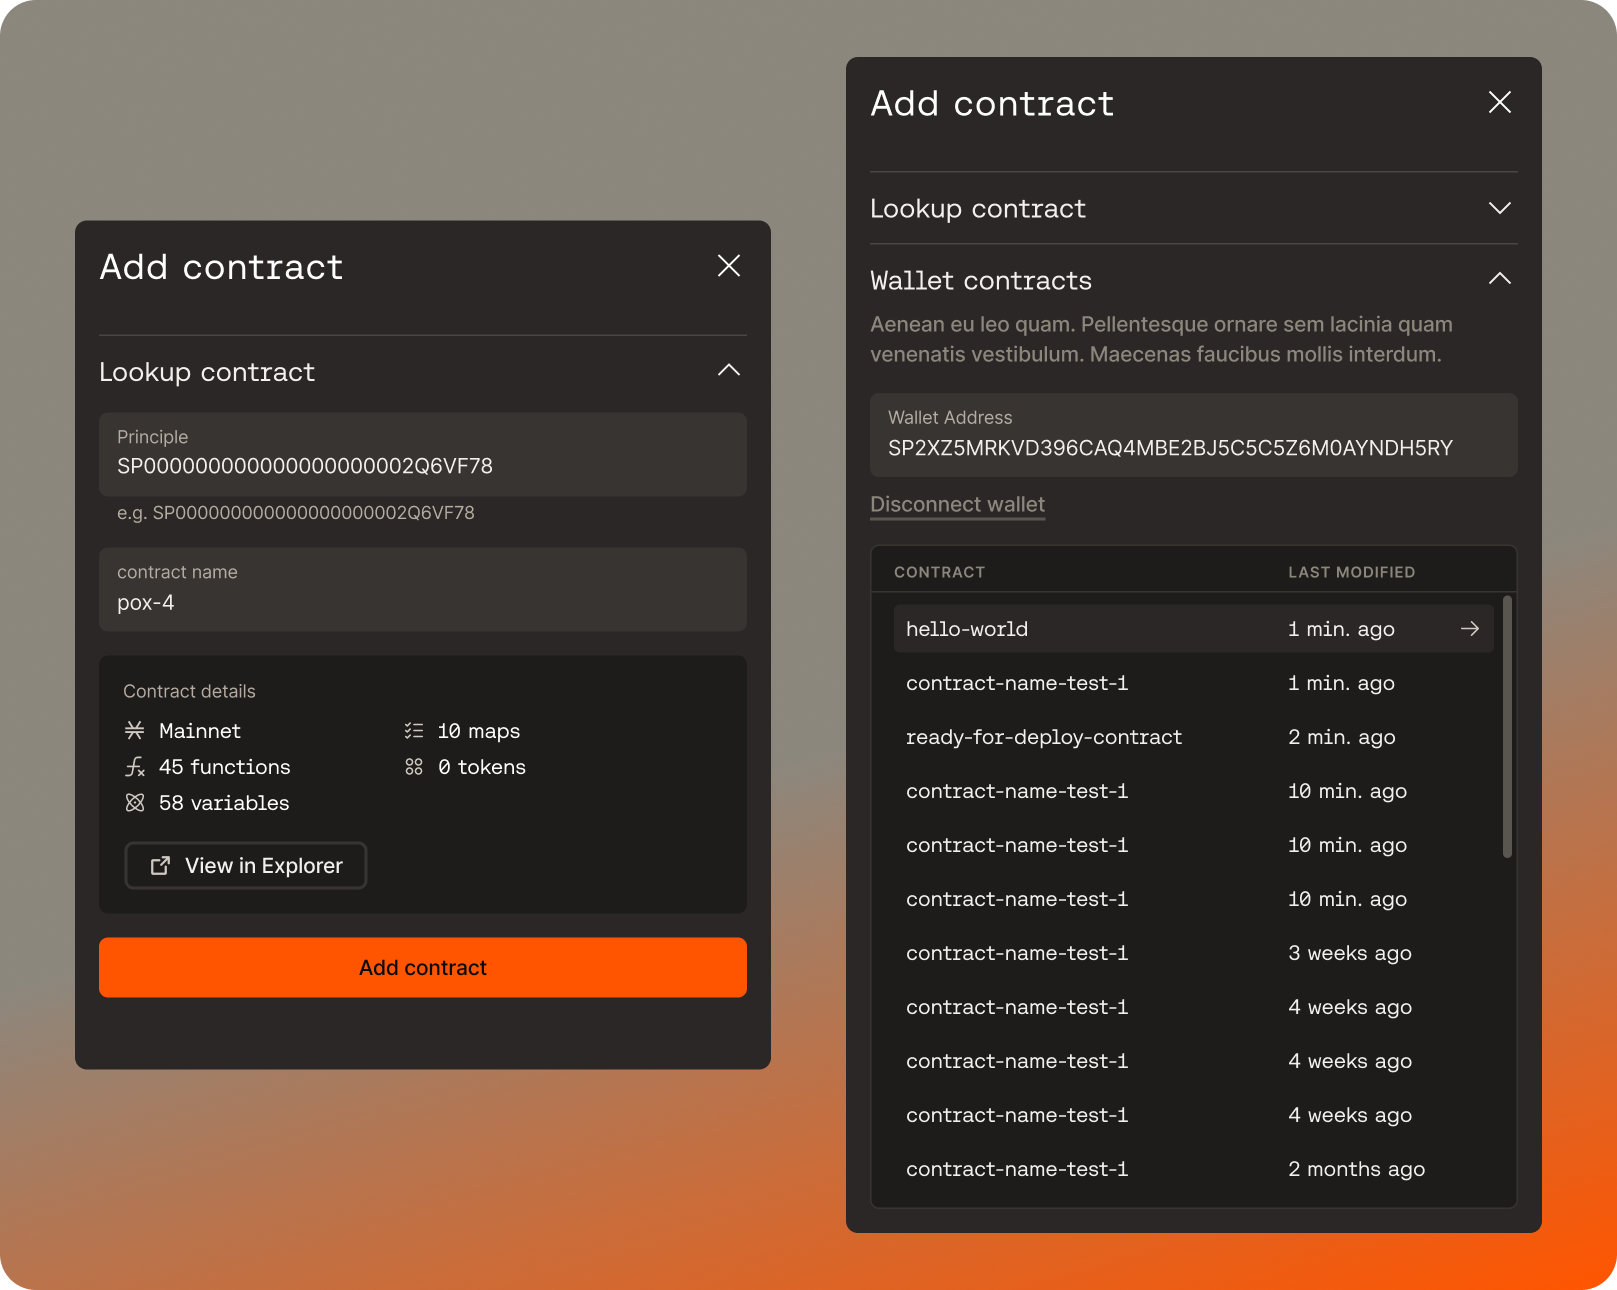 Add contract
Lookup contract
Principle
SP000000000000000000002Q6VF78
e.g. SP000000000000000000002Q6VF78
contract name
pox-4
Contract details
Mainnet
10 maps
45 functions
0 tokens
58 variables
View in Explorer
Add contract
Add contract
Lookup contract
Wallet contracts
Aenean eu leo quam. Pellentesque ornare sem lacinia quam
venenatis vestibulum. Maecenas faucibus mollis interdum.
Wallet Address
SP2XZ5MRKVD396CAQ4MBE2BJ5C5C5Z6M0AYNDH5RY
Disconnect wallet
CONTRACT LAST MODIFIED
hello-world 1 min. ago
contract-name-test-1 1 min. ago
ready-for-deploy-contract 2 min. ago
contract-name-test-1 10 min. ago
contract-name-test-1 10 min. ago
contract-name-test-1 10 min. ago
contract-name-test-1 3 weeks ago
contract-name-test-1 4 weeks ago
contract-name-test-1 4 weeks ago
contract-name-test-1 4 weeks ago
contract-name-test-1 2 months ago